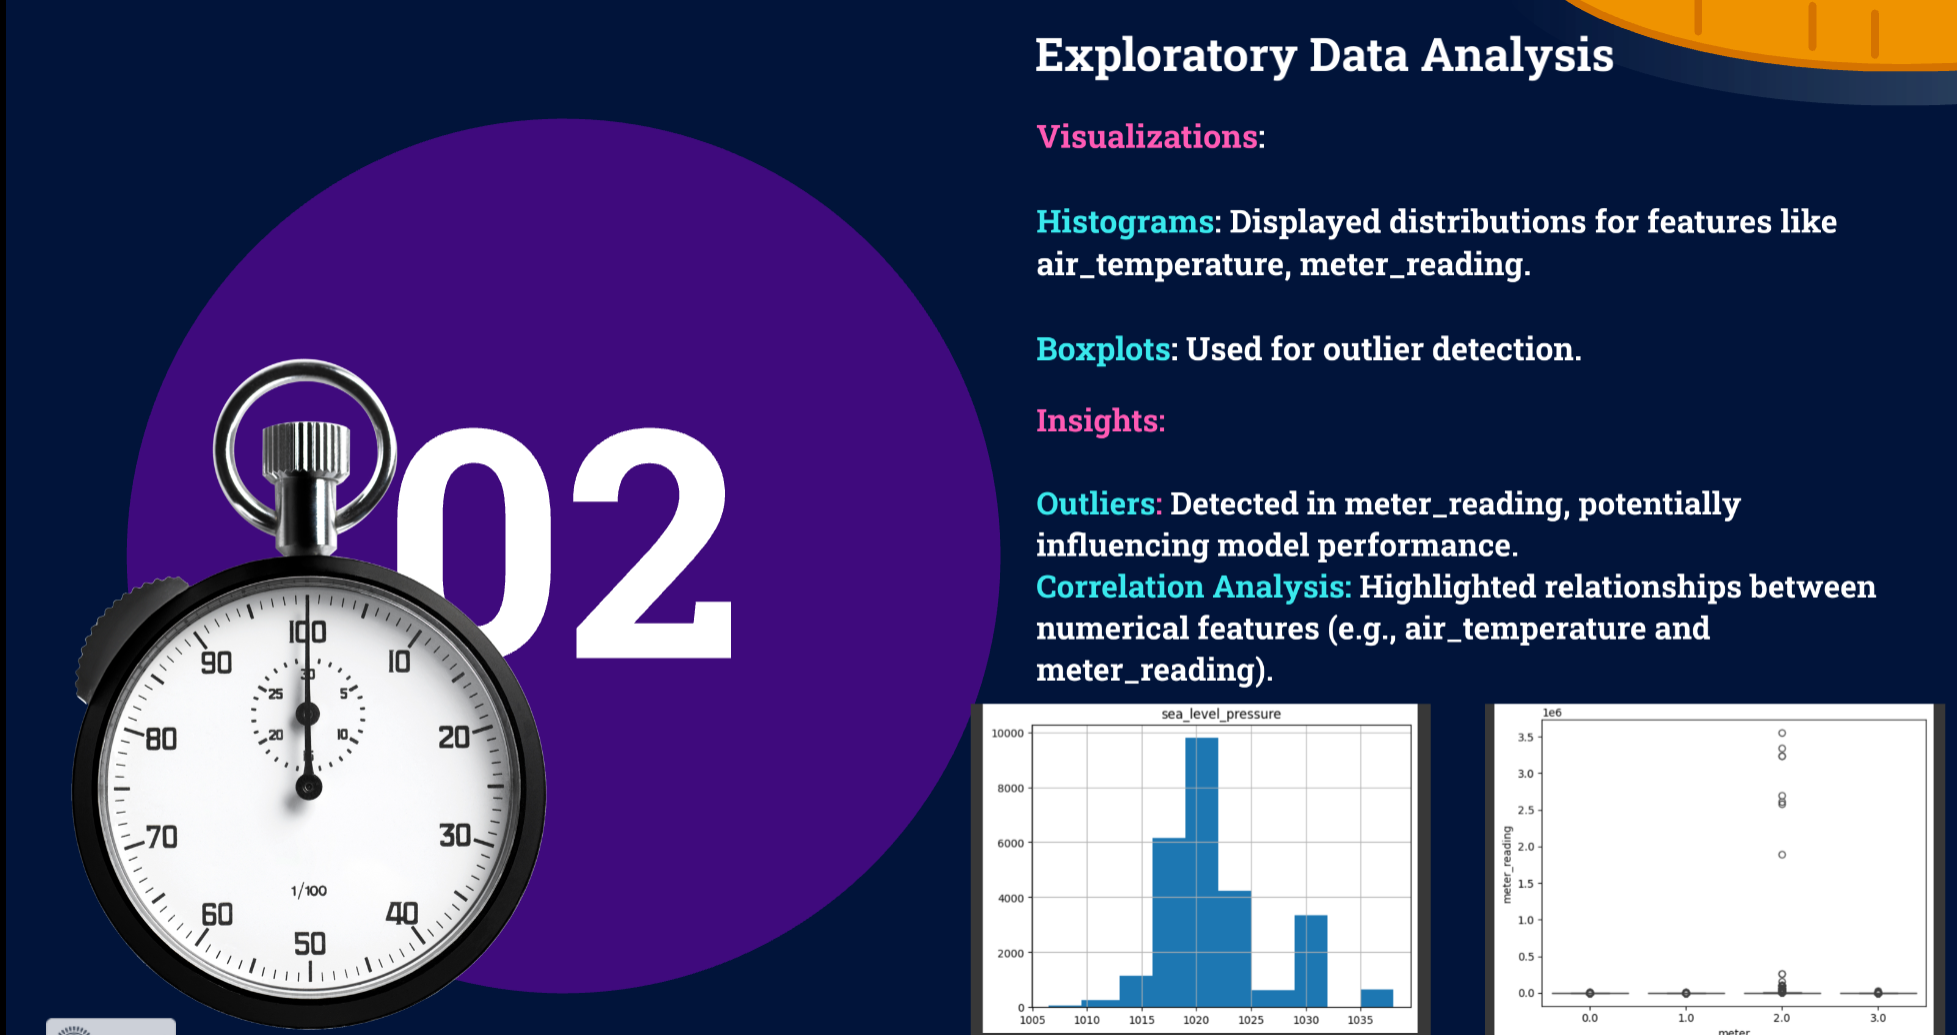 Exploratory Data Analysis
Visualizations:
Histograms: Displayed distributions for features like
air_temperature, meter_reading.
Boxplots: Used for outlier detection.
Insights:
Outliers: Detected in meter_reading, potentially
influencing model performance.
Correlation Analysis: Highlighted relationships between
numerical features (e.g., air_temperature and
meter_reading).
02
100
90
10
80
20
70
30
60
40
50
1/100
25
5
20
10
sea_level_pressure
10000
8000
6000
4000
2000
0
1005 1010 1015 1020 1025 1030 1035
1e6
3.5
3.0
2.5
2.0
1.5
1.0
0.5
0.0
meter_reading
0.0 1.0 2.0 3.0
meter